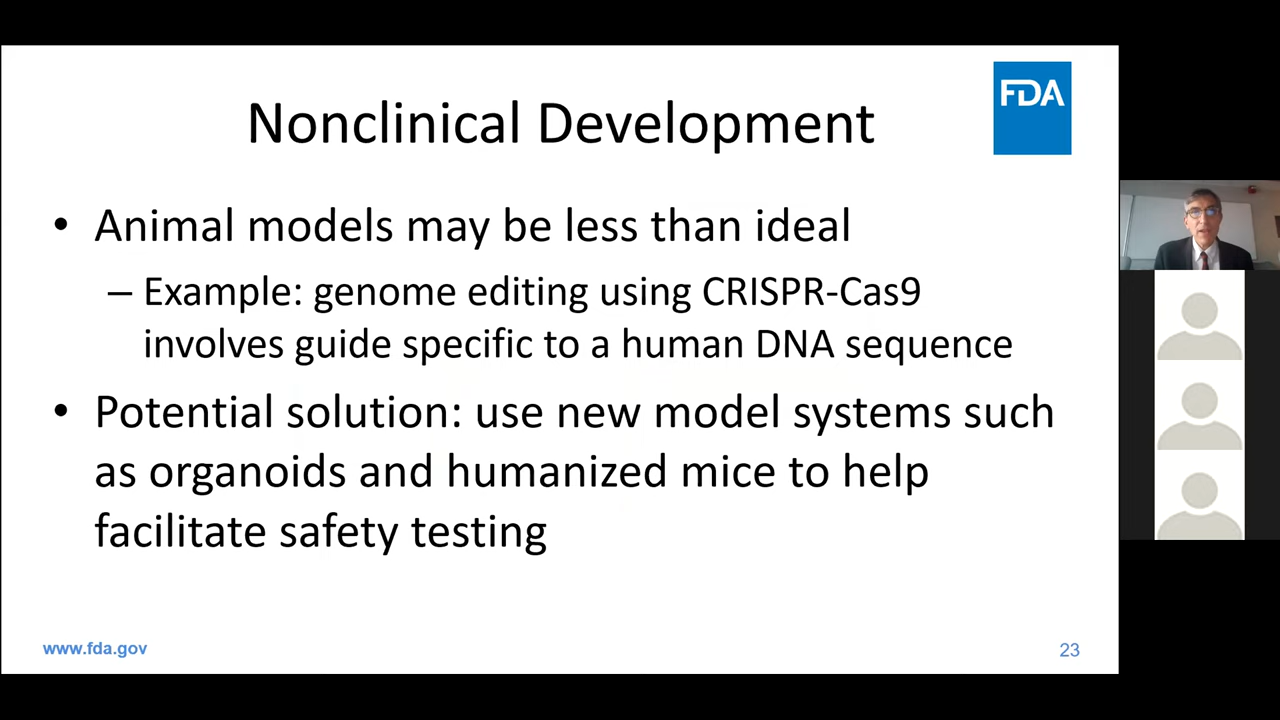 FDA
Nonclinical Development
• Animal models may be less than ideal
– Example: genome editing using CRISPR-Cas9
involves guide specific to a human DNA sequence
• Potential solution: use new model systems such
as organoids and humanized mice to help
facilitate safety testing
www.fda.gov
23